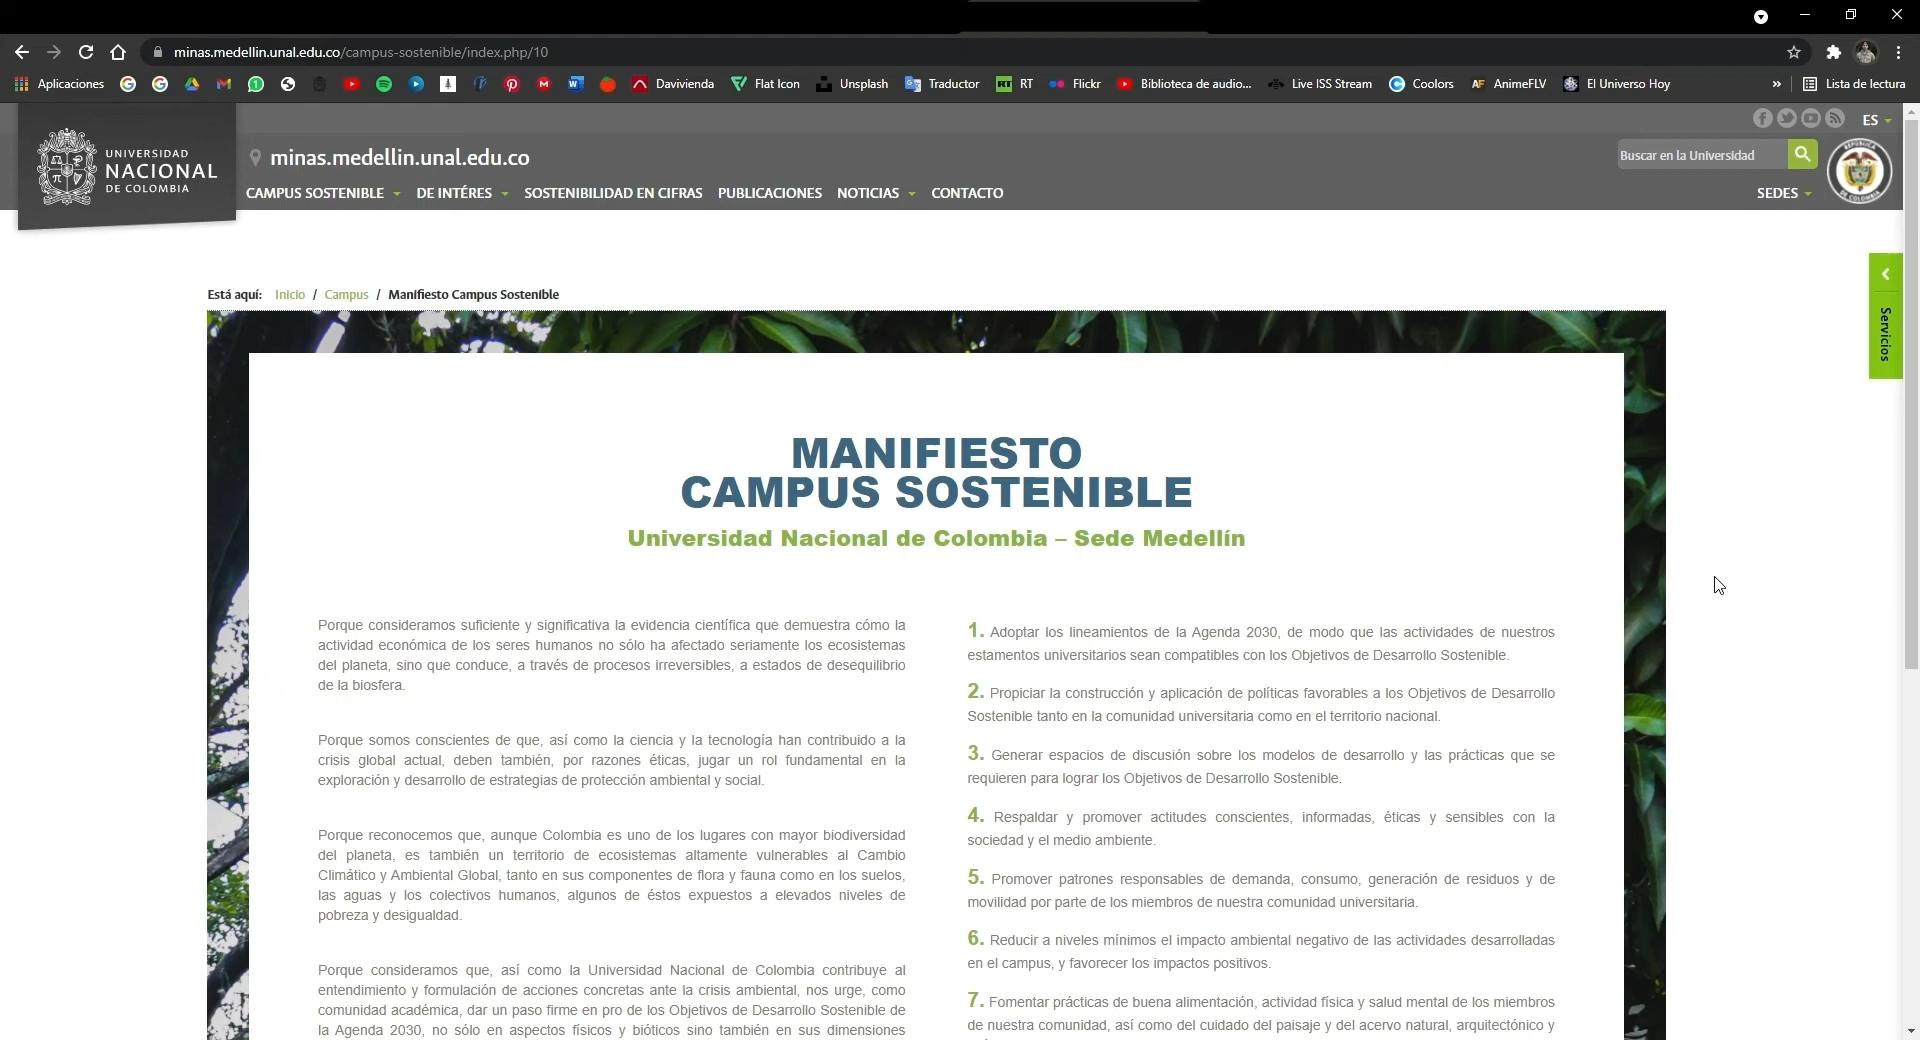 minas.medellin.unal.edu.co/campus-sostenible/index.php/10
Aplicaciones
Davivienda
Flat Icon
Unsplash
Traductor
RT
Flickr
Biblioteca de audio...
Live ISS Stream
Coolors
AnimeFLV
El Universo Hoy
»
Lista de lectura
ES
UNIVERSIDAD
NACIONAL
DE COLOMBIA
minas.medellin.unal.edu.co
Buscar en la Universidad
CAMPUS SOSTENIBLE DE INTÉRES SOSTENIBILIDAD EN CIFRAS PUBLICACIONES NOTICIAS CONTACTO
SEDES
Servicios
Está aquí: Inicio / Campus / Manifiesto Campus Sostenible
MANIFIESTO
CAMPUS SOSTENIBLE
Universidad Nacional de Colombia – Sede Medellín
Porque consideramos suficiente y significativa la evidencia científica que demuestra cómo la
actividad económica de los seres humanos no sólo ha afectado seriamente los ecosistemas
del planeta, sino que conduce, a través de procesos irreversibles, a estados de desequilibrio
de la biosfera.
Porque somos conscientes de que, así como la ciencia y la tecnología han contribuido a la
crisis global actual, deben también, por razones éticas, jugar un rol fundamental en la
exploración y desarrollo de estrategias de protección ambiental y social.
Porque reconocemos que, aunque Colombia es uno de los lugares con mayor biodiversidad
del planeta, es también un territorio de ecosistemas altamente vulnerables al Cambio
Climático y Ambiental Global, tanto en sus componentes de flora y fauna como en los suelos,
las aguas y los colectivos humanos, algunos de éstos expuestos a elevados niveles de
pobreza y desigualdad.
Porque consideramos que, así como la Universidad Nacional de Colombia contribuye al
entendimiento y formulación de acciones concretas ante la crisis ambiental, nos urge, como
comunidad académica, dar un paso firme en pro de los Objetivos de Desarrollo Sostenible de
la Agenda 2030, no sólo en aspectos físicos y bióticos sino también en sus dimensiones
1. Adoptar los lineamientos de la Agenda 2030, de modo que las actividades de nuestros
estamentos universitarios sean compatibles con los Objetivos de Desarrollo Sostenible.
2. Propiciar la construcción y aplicación de políticas favorables a los Objetivos de Desarrollo
Sostenible tanto en la comunidad universitaria como en el territorio nacional.
3. Generar espacios de discusión sobre los modelos de desarrollo y las prácticas que se
requieren para lograr los Objetivos de Desarrollo Sostenible.
4. Respaldar y promover actitudes conscientes, informadas, éticas y sensibles con la
sociedad y el medio ambiente.
5. Promover patrones responsables de demanda, consumo, generación de residuos y de
movilidad por parte de los miembros de nuestra comunidad universitaria.
6. Reducir a niveles mínimos el impacto ambiental negativo de las actividades desarrolladas
en el campus, y favorecer los impactos positivos.
7. Fomentar prácticas de buena alimentación, actividad física y salud mental de los miembros
de nuestra comunidad, así como del cuidado del paisaje y del acervo natural, arquitectónico y